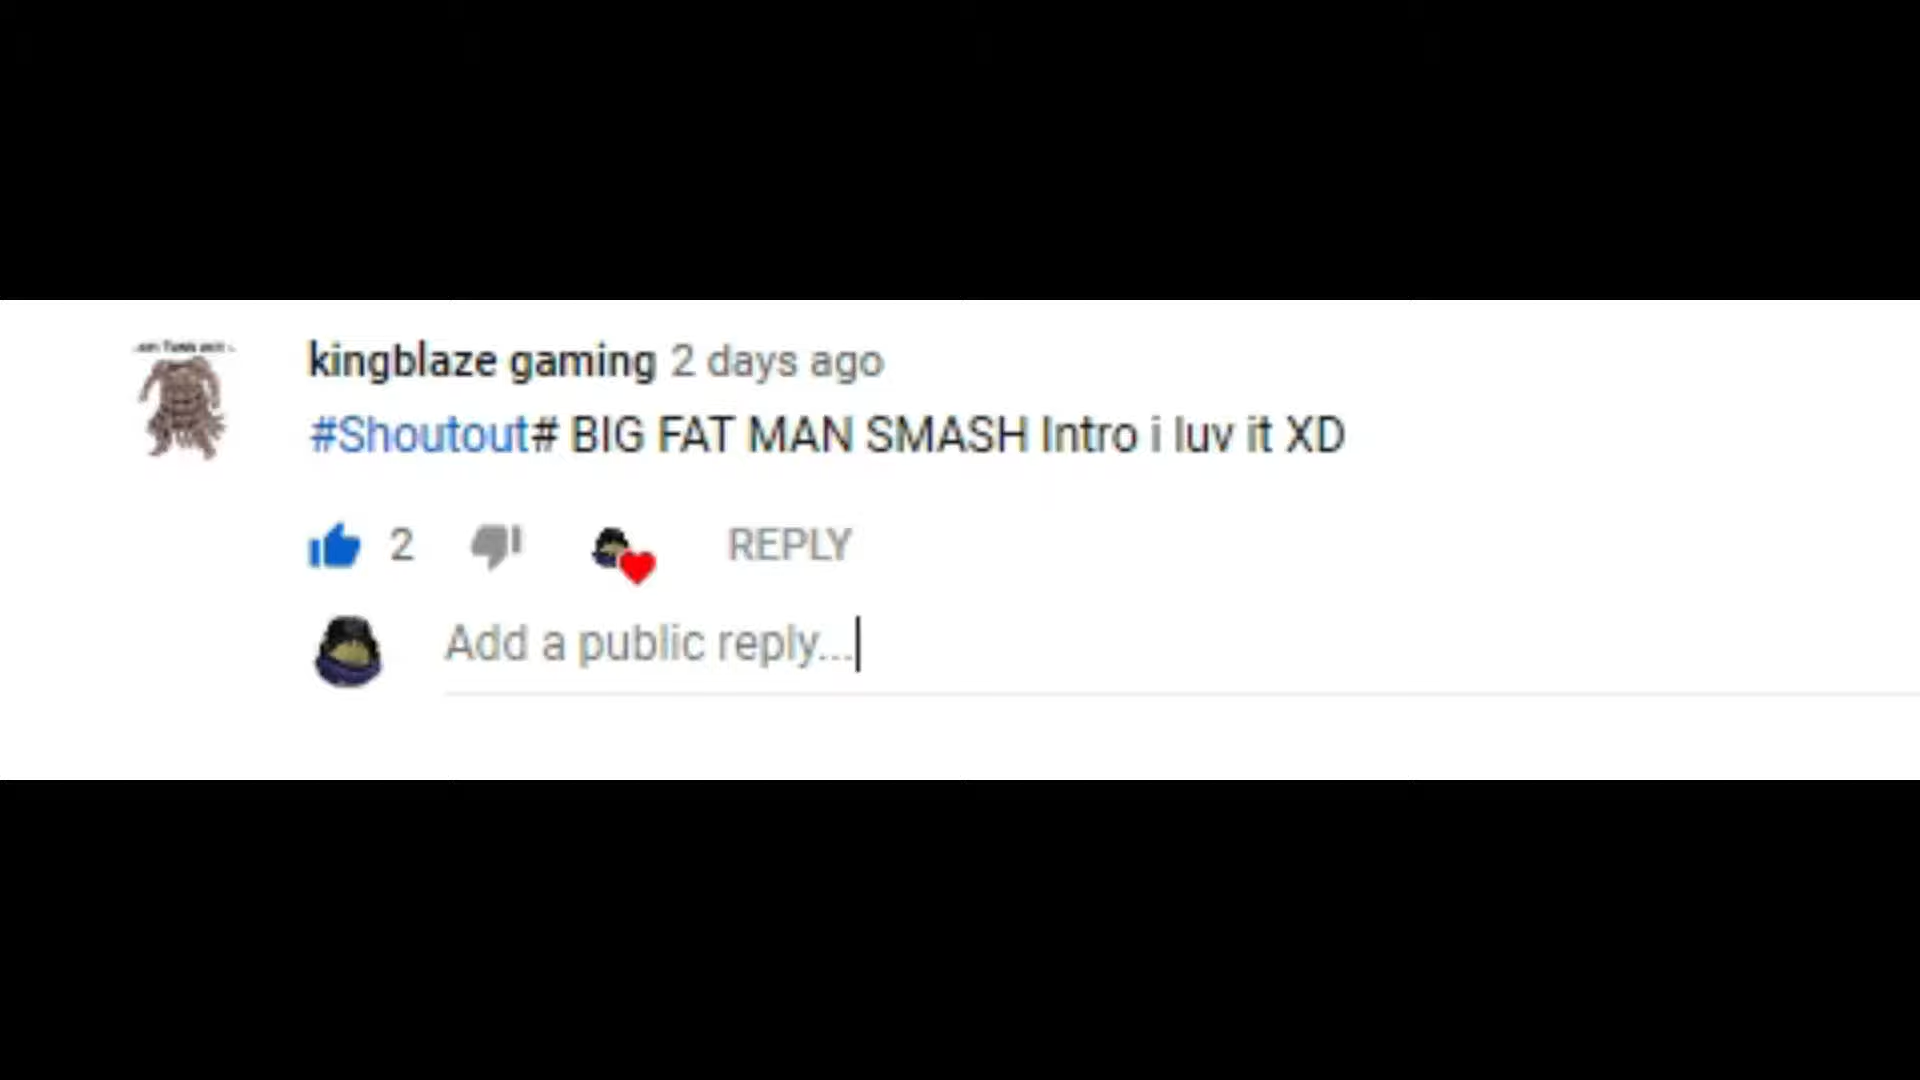 kingblaze gaming 2 days ago
#Shoutout# BIG FAT MAN SMASH Intro i luv it XD
2 REPLY
Add a public reply...